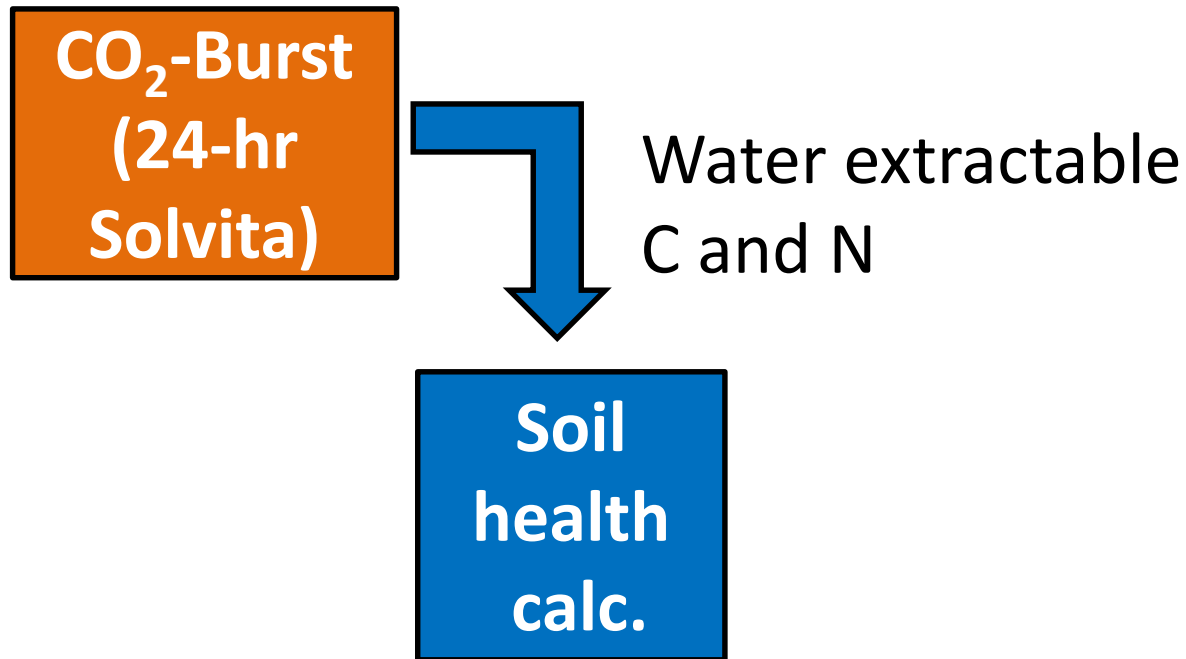 CO₂-Burst
(24-hr
Solvita)
Water extractable
C and N
Soil
health
calc.